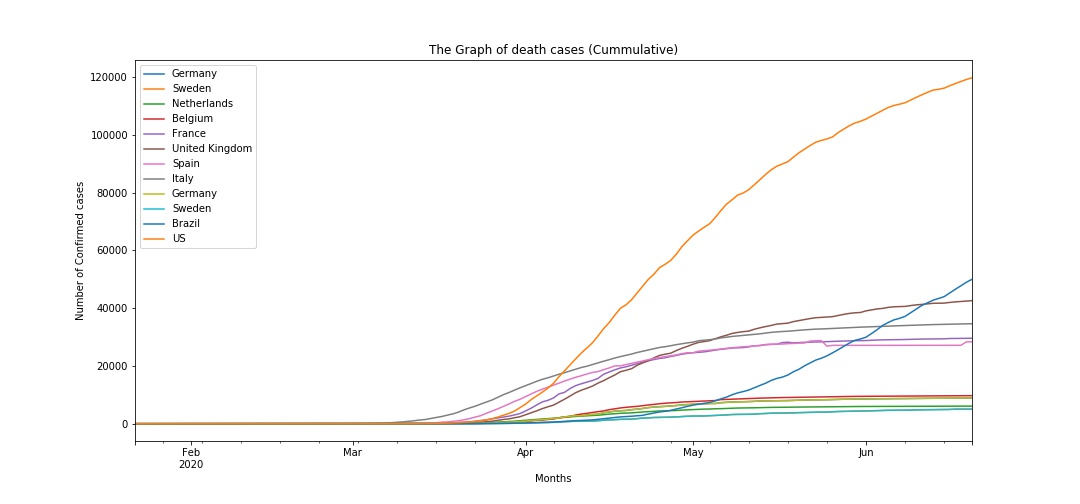 The Graph of death cases (Cummulative)
Number of Confirmed cases
120000
100000
80000
60000
40000
20000
0
Germany
Sweden
Netherlands
Belgium
France
United Kingdom
Spain
Italy
Germany
Sweden
Brazil
US
Feb
2020
Mar
Apr
May
Jun
Months